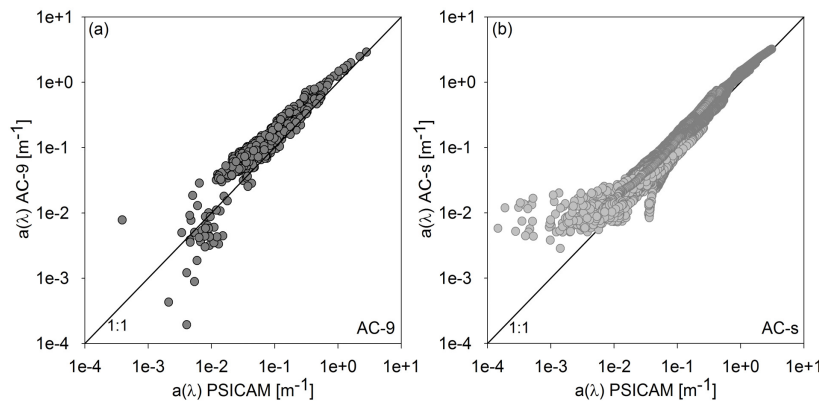 (a)
1e+1
1e+0
1e-1
1e-2
1e-3
1e-4
a(λ) AC-9 [m-1]
1:1
AC-9
1e-4 1e-3 1e-2 1e-1 1e+0 1e+1
a(λ) PSICAM [m-1]
(b)
1e+1
1e+0
1e-1
1e-2
1e-3
1e-4
a(λ) AC-s [m-1]
1:1
AC-s
1e-4 1e-3 1e-2 1e-1 1e+0 1e+1
a(λ) PSICAM [m-1]